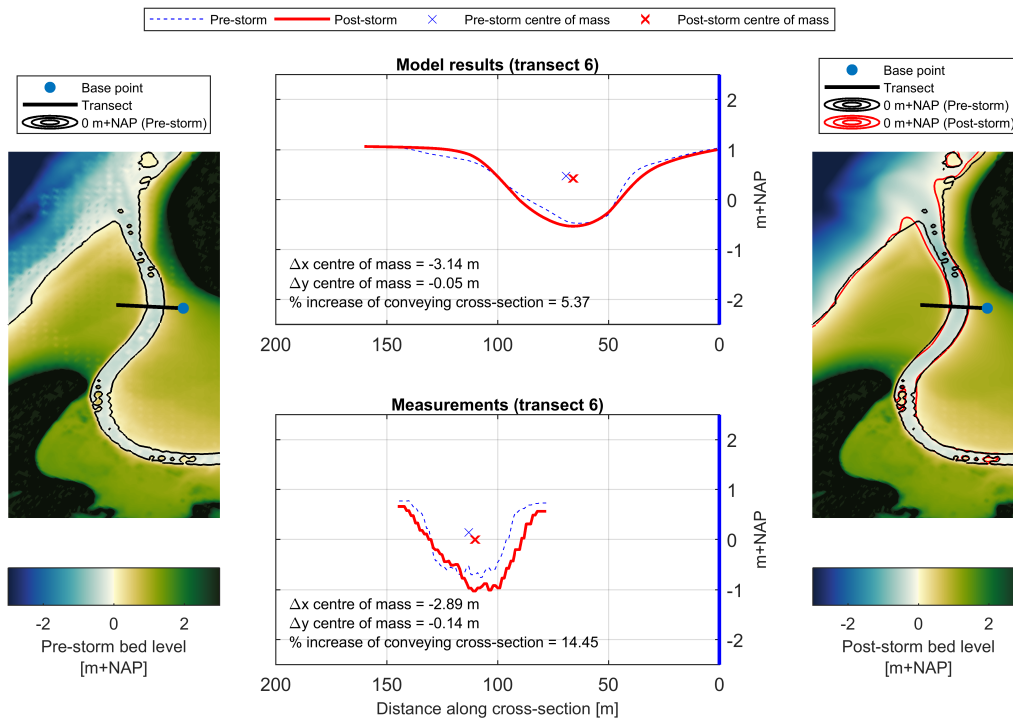 Pre-storm Post-storm Pre-storm centre of mass Post-storm centre of mass
Base point
Transect
0 m+NAP (Pre-storm)
-2 0 2
Pre-storm bed level
[m+NAP]
Model results (transect 6)
2
1
0
-1
-2
m+NAP
Δx centre of mass = -3.14 m
Δy centre of mass = -0.05 m
% increase of conveying cross-section = 5.37
200 150 100 50 0
Measurements (transect 6)
2
1
0
-1
-2
m+NAP
Δx centre of mass = -2.89 m
Δy centre of mass = -0.14 m
% increase of conveying cross-section = 14.45
200 150 100 50 0
Distance along cross-section [m]
Base point
Transect
0 m+NAP (Pre-storm)
0 m+NAP (Post-storm)
-2 0 2
Post-storm bed level
[m+NAP]